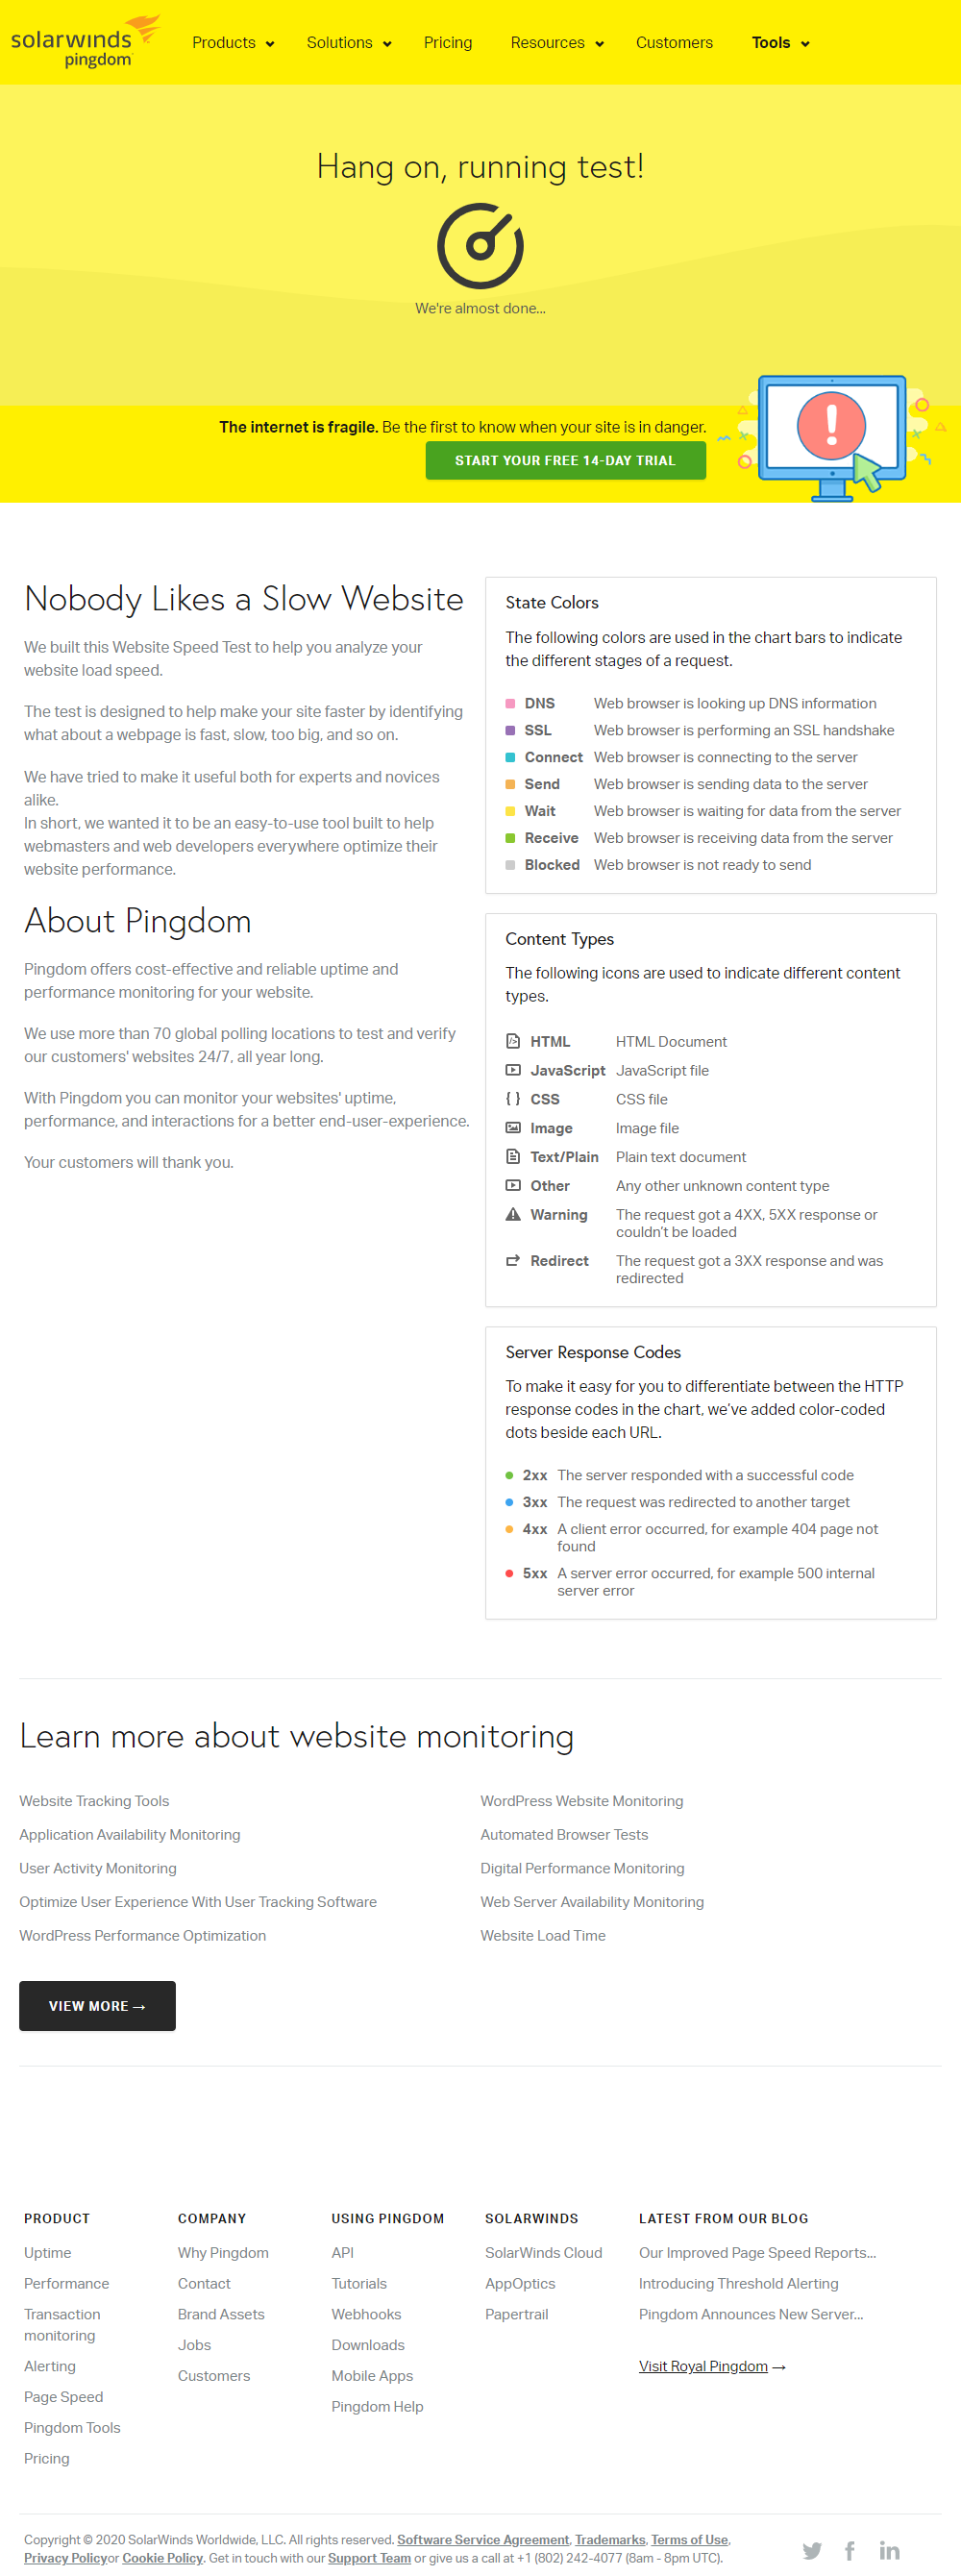 solarwinds
pingdom
Products
Solutions
Pricing
Resources
Customers
Tools
Hang on, running test!
We're almost done...
The internet is fragile. Be the first to know when your site is in danger.
START YOUR FREE 14-DAY TRIAL
Nobody Likes a Slow Website
We built this Website Speed Test to help you analyze your
website load speed.
The test is designed to help make your site faster by identifying
what about a webpage is fast, slow, too big, and so on.
We have tried to make it useful both for experts and novices
alike.
In short, we wanted it to be an easy-to-use tool built to help
webmasters and web developers everywhere optimize their
website performance.
About Pingdom
Pingdom offers cost-effective and reliable uptime and
performance monitoring for your website.
We use more than 70 global polling locations to test and verify
our customers' websites 24/7, all year long.
With Pingdom you can monitor your websites' uptime,
performance, and interactions for a better end-user-experience.
Your customers will thank you.
State Colors
The following colors are used in the chart bars to indicate
the different stages of a request.
DNS Web browser is looking up DNS information
SSL Web browser is performing an SSL handshake
Connect Web browser is connecting to the server
Send Web browser is sending data to the server
Wait Web browser is waiting for data from the server
Receive Web browser is receiving data from the server
Blocked Web browser is not ready to send
Content Types
The following icons are used to indicate different content
types.
HTML HTML Document
JavaScript JavaScript file
CSS CSS file
Image Image file
Text/Plain Plain text document
Other Any other unknown content type
Warning The request got a 4XX, 5XX response or
couldn't be loaded
Redirect The request got a 3XX response and was
redirected
Server Response Codes
To make it easy for you to differentiate between the HTTP
response codes in the chart, we've added color-coded
dots beside each URL.
2xx The server responded with a successful code
3xx The request was redirected to another target
4xx A client error occurred, for example 404 page not
found
5xx A server error occurred, for example 500 internal
server error
Learn more about website monitoring
Website Tracking Tools
Application Availability Monitoring
User Activity Monitoring
Optimize User Experience With User Tracking Software
WordPress Performance Optimization
WordPress Website Monitoring
Automated Browser Tests
Digital Performance Monitoring
Web Server Availability Monitoring
Website Load Time
VIEW MORE →
PRODUCT
Uptime
Performance
Transaction
monitoring
Alerting
Page Speed
Pingdom Tools
Pricing
COMPANY
Why Pingdom
Contact
Brand Assets
Jobs
Customers
USING PINGDOM
API
Tutorials
Webhooks
Downloads
Mobile Apps
Pingdom Help
SOLARWINDS
SolarWinds Cloud
AppOptics
Papertrail
LATEST FROM OUR BLOG
Our Improved Page Speed Reports...
Introducing Threshold Alerting
Pingdom Announces New Server...
Visit Royal Pingdom →
Copyright © 2020 SolarWinds Worldwide, LLC. All rights reserved. Software Service Agreement, Trademarks, Terms of Use,
Privacy Policyor Cookie Policy. Get in touch with our Support Team or give us a call at +1 (802) 242-4077 (8am - 8pm UTC).